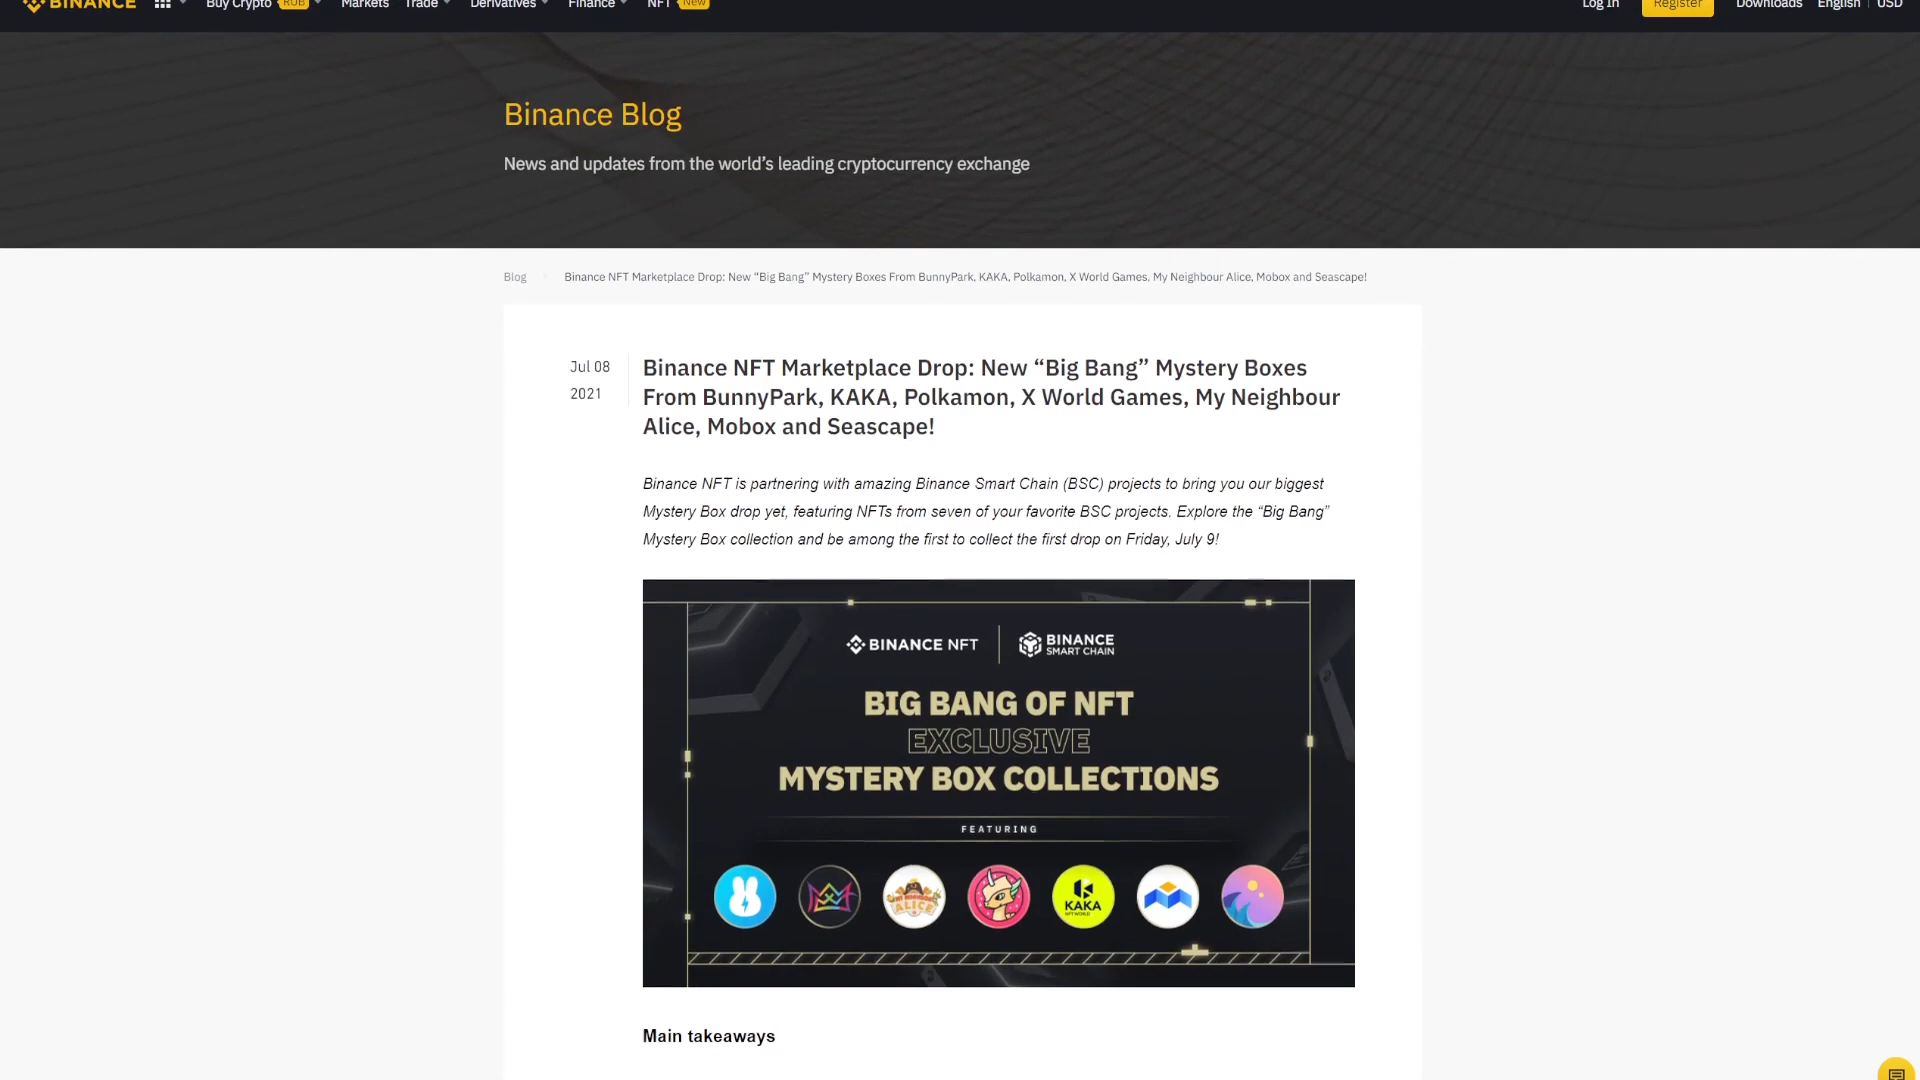 BINANCE Buy Crypto RUB Markets Trade Derivatives Finance NFT New Log In Register Downloads English USD
Binance Blog
News and updates from the world’s leading cryptocurrency exchange
Blog Binance NFT Marketplace Drop: New “Big Bang” Mystery Boxes From BunnyPark, KAKA, Polkamon, X World Games, My Neighbour Alice, Mobox and Seascape!
Jul 08
2021
Binance NFT Marketplace Drop: New “Big Bang” Mystery Boxes
From BunnyPark, KAKA, Polkamon, X World Games, My Neighbour
Alice, Mobox and Seascape!
Binance NFT is partnering with amazing Binance Smart Chain (BSC) projects to bring you our biggest
Mystery Box drop yet, featuring NFTs from seven of your favorite BSC projects. Explore the “Big Bang”
Mystery Box collection and be among the first to collect the first drop on Friday, July 9!
BINANCE NFT BINANCE
SMART CHAIN
BIG BANG OF NFT
EXCLUSIVE
MYSTERY BOX COLLECTIONS
FEATURING
ALICE
KAKA
NFT WORLD
Main takeaways